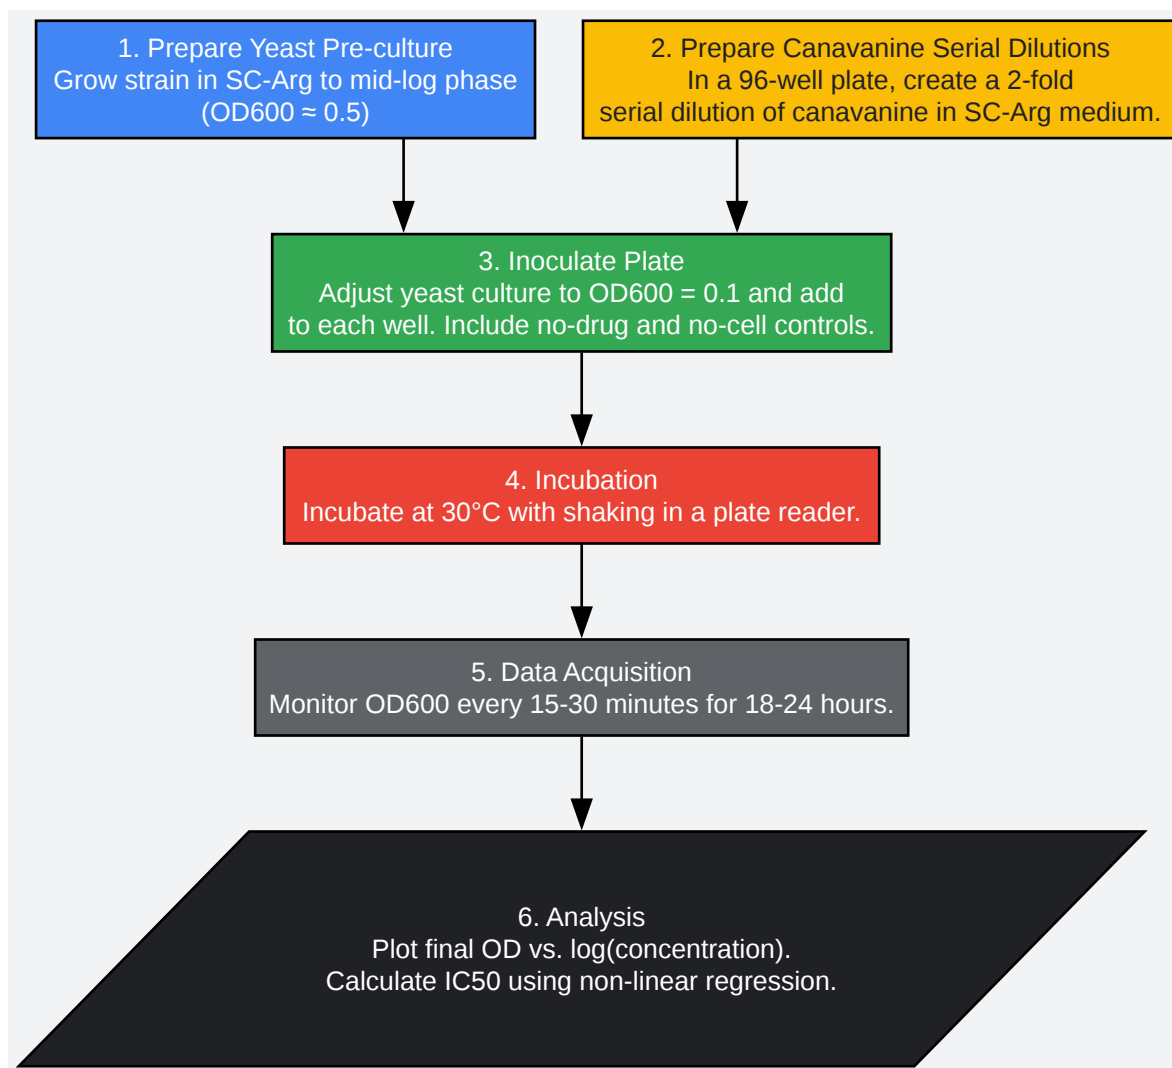 1. Prepare Yeast Pre-culture
Grow strain in SC-Arg to mid-log phase
(OD600 ≈ 0.5)
2. Prepare Canavanine Serial Dilutions
In a 96-well plate, create a 2-fold
serial dilution of canavanine in SC-Arg medium.
3. Inoculate Plate
Adjust yeast culture to OD600 = 0.1 and add
to each well. Include no-drug and no-cell controls.
4. Incubation
Incubate at 30°C with shaking in a plate reader.
5. Data Acquisition
Monitor OD600 every 15-30 minutes for 18-24 hours.
6. Analysis
Plot final OD vs. log(concentration).
Calculate IC50 using non-linear regression.